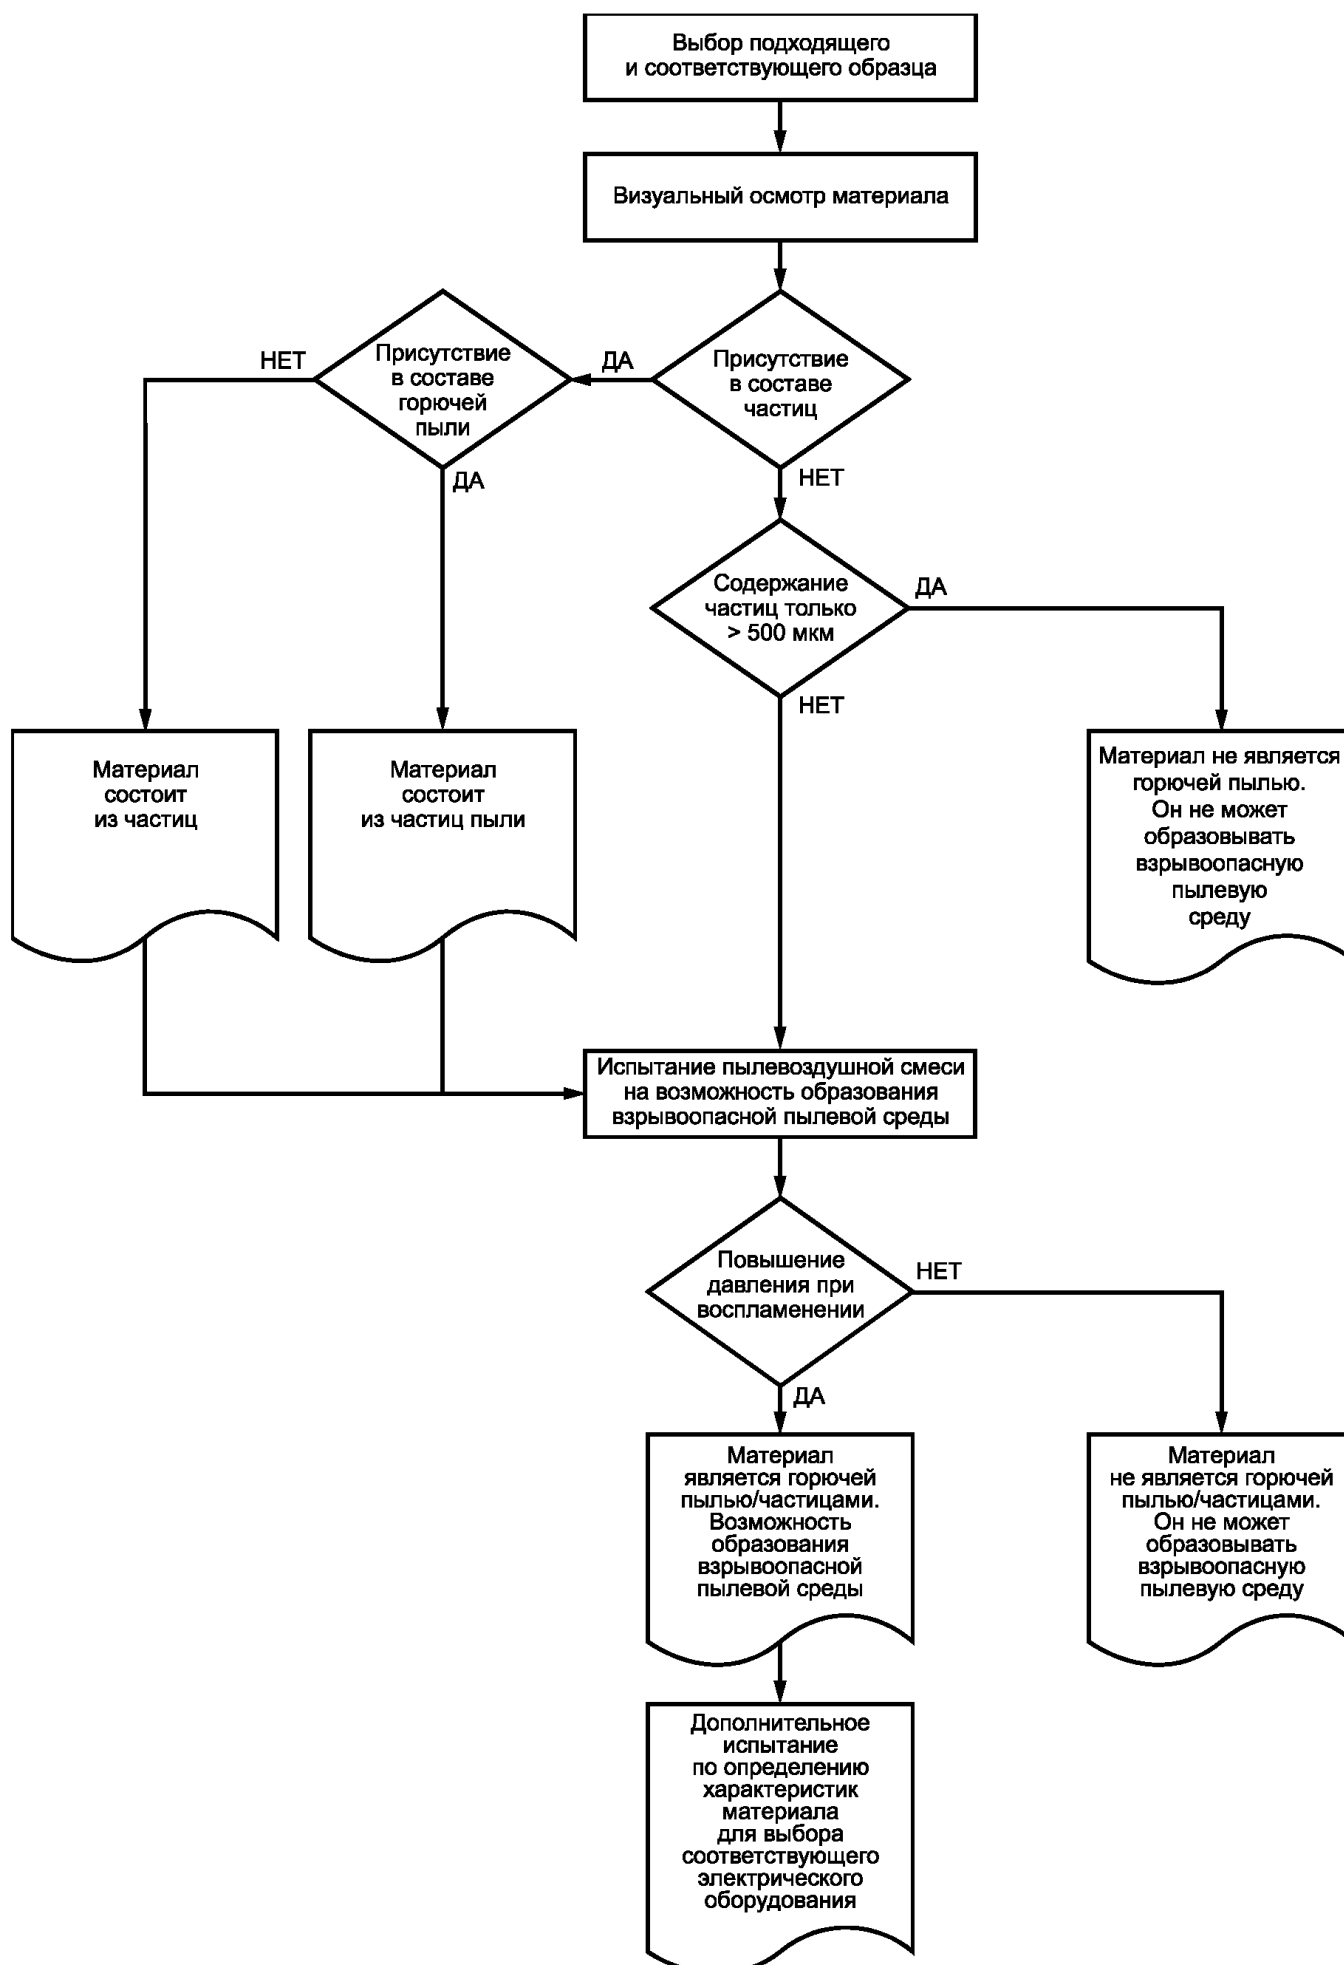 Выбор подходящего
и соответствующего образца
Визуальный осмотр материала
НЕТ
Присутствие
в составе
горючей
пыли
ДА
Присутствие
в составе
частиц
ДА
НЕТ
Содержание
частиц только
> 500 мкм
ДА
НЕТ
Материал
состоит
из частиц
Материал
состоит
из частиц пыли
Материал не является
горючей пылью.
Он не может
образовывать
взрывоопасную
пылевую
среду
Испытание пылевоздушной смеси
на возможность образования
взрывоопасной пылевой среды
Повышение
давления при
воспламенении
НЕТ
ДА
Материал
является горючей
пылью/частицами.
Возможность
образования
взрывоопасной
пылевой среды
Материал
не является горючей
пылью/частицами.
Он не может
образовывать
взрывоопасную
пылевую среду
Дополнительное
испытание
по определению
характеристик
материала
для выбора
соответствующего
электрического
оборудования